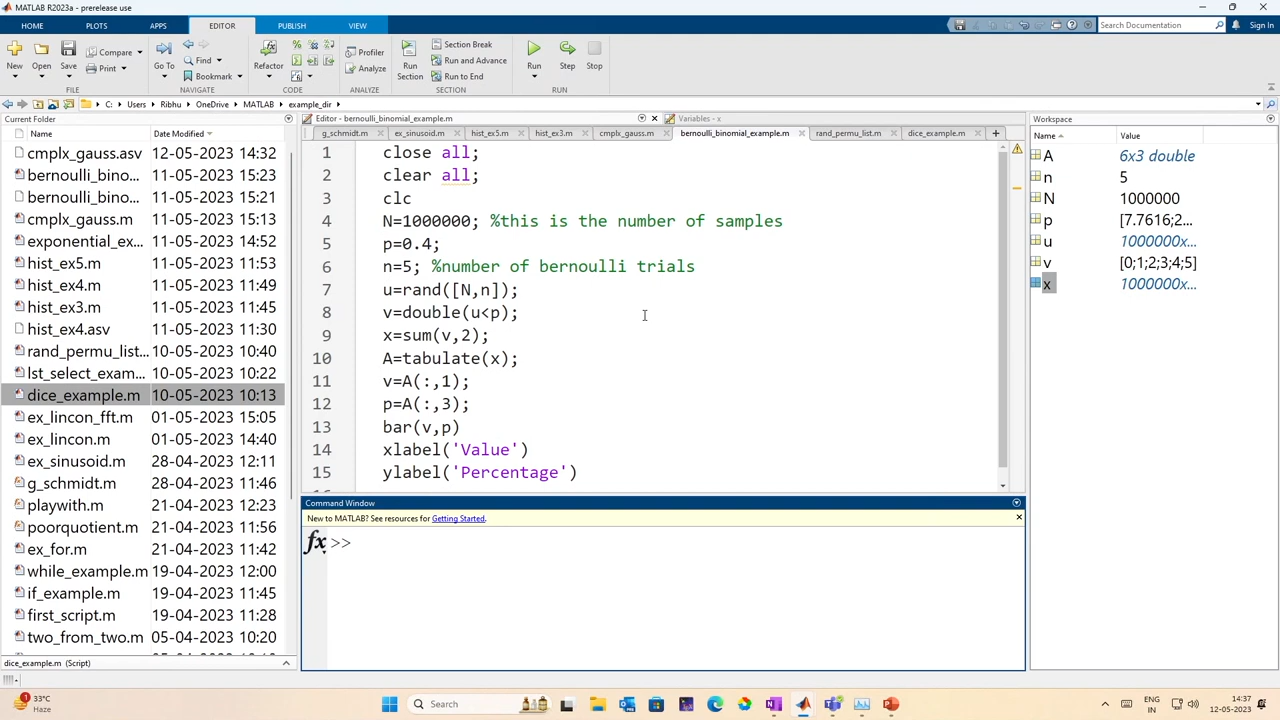 MATLAB R2023a - prerelease use
HOME PLOTS APPS EDITOR PUBLISH VIEW Search Documentation Sign In
New Open Save Compare Print Go To Find Bookmark Refactor Profiler Analyze Run Section Section Break Run and Advance Run to End Run Step Stop
FILE NAVIGATE CODE ANALYZE SECTION RUN
C: Users Ribhu OneDrive MATLAB example_dir
Current Folder
Name Date Modified
cmplx_gauss.asv 12-05-2023 14:32
bernoulli_bino... 11-05-2023 15:23
bernoulli_bino... 11-05-2023 15:21
cmplx_gauss.m 11-05-2023 15:13
exponential_ex... 11-05-2023 14:52
hist_ex5.m 11-05-2023 11:53
hist_ex4.m 11-05-2023 11:49
hist_ex3.m 11-05-2023 11:45
hist_ex4.asv 11-05-2023 11:30
rand_permu_list... 11-05-2023 10:40
lst_select_exam... 10-05-2023 10:22
dice_example.m 10-05-2023 10:13
ex_lincon_fft.m 01-05-2023 15:05
ex_lincon.m 01-05-2023 14:40
ex_sinusoid.m 28-04-2023 12:11
g_schmidt.m 28-04-2023 11:46
playwith.m 21-04-2023 12:23
poorquotient.m 21-04-2023 11:56
ex_for.m 21-04-2023 11:42
while_example.m 19-04-2023 12:00
if_example.m 19-04-2023 11:45
first_script.m 19-04-2023 11:28
two_from_two.m 05-04-2023 10:20
dice_example.m (Script)
Editor - bernoulli_binomial_example.m
Variables - x
g_schmidt.m ex_sinusoid.m hist_ex5.m hist_ex3.m cmplx_gauss.m bernoulli_binomial_example.m rand_permu_list.m dice_example.m
1 close all;
2 clear all;
3 clc
4 N=1000000; %this is the number of samples
5 p=0.4;
6 n=5; %number of bernoulli trials
7 u=rand([N,n]);
8 v=double(u<p);
9 x=sum(v,2);
10 A=tabulate(x);
11 v=A(:,1);
12 p=A(:,3);
13 bar(v,p)
14 xlabel('Value')
15 ylabel('Percentage')
Command Window
New to MATLAB? See resources for Getting Started.
fx >>
Workspace
Name Value
A 6x3 double
n 5
N 1000000
p [7.7616;2...
u 1000000x...
v [0;1;2;3;4;5]
x 1000000x...
33°C
Haze
Search
ENG
IN
14:37
12-05-2023